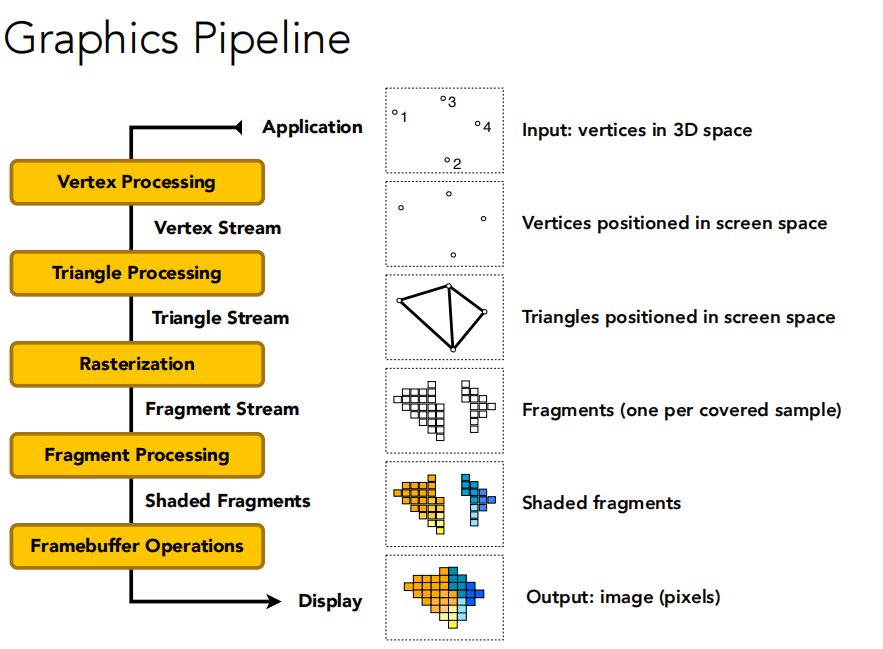 Graphics Pipeline
Application
1
3
4
2
Input: vertices in 3D space
Vertex Processing
Vertex Stream
Vertices positioned in screen space
Triangle Processing
Triangle Stream
Triangles positioned in screen space
Rasterization
Fragment Stream
Fragments (one per covered sample)
Fragment Processing
Shaded Fragments
Shaded fragments
Framebuffer Operations
Display
Output: image (pixels)